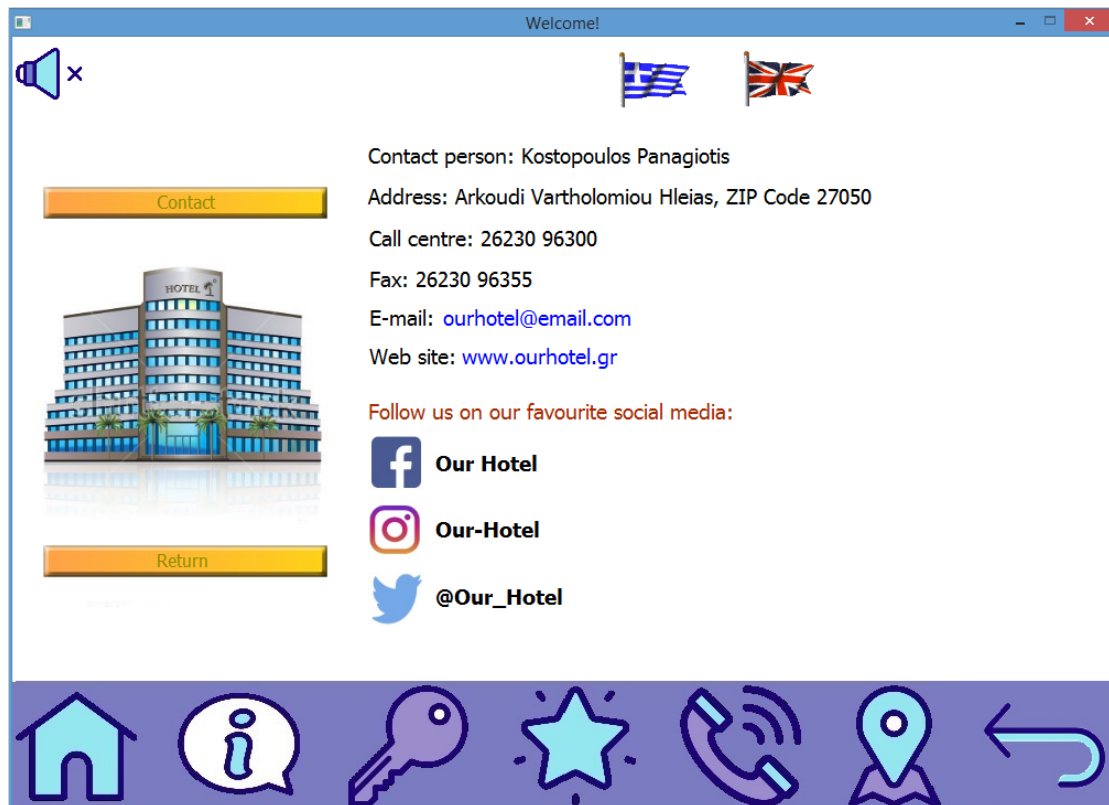 Welcome!
Contact
HOTEL
Return
Contact person: Kostopoulos Panagiotis
Address: Arkoudi Vartholomiou Hleias, ZIP Code 27050
Call centre: 26230 96300
Fax: 26230 96355
E-mail: ourhotel@email.com
Web site: www.ourhotel.gr
Follow us on our favourite social media:
Our Hotel
Our-Hotel
@Our_Hotel